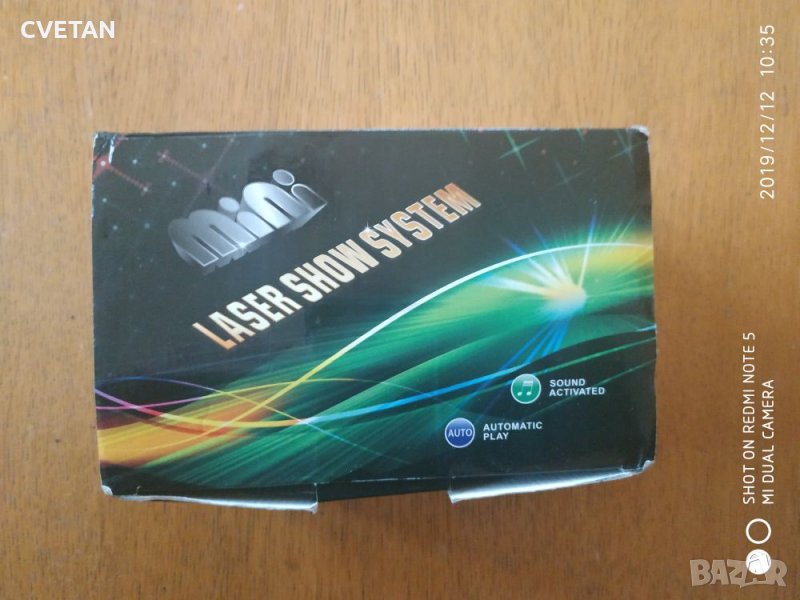 CVETAN
mini
LASER SHOW SYSTEM
SOUND
ACTIVATED
AUTO
AUTOMATIC
PLAY
2019/12/12 10:35
SHOT ON REDMI NOTE 5
MI DUAL CAMERA
BAZAR